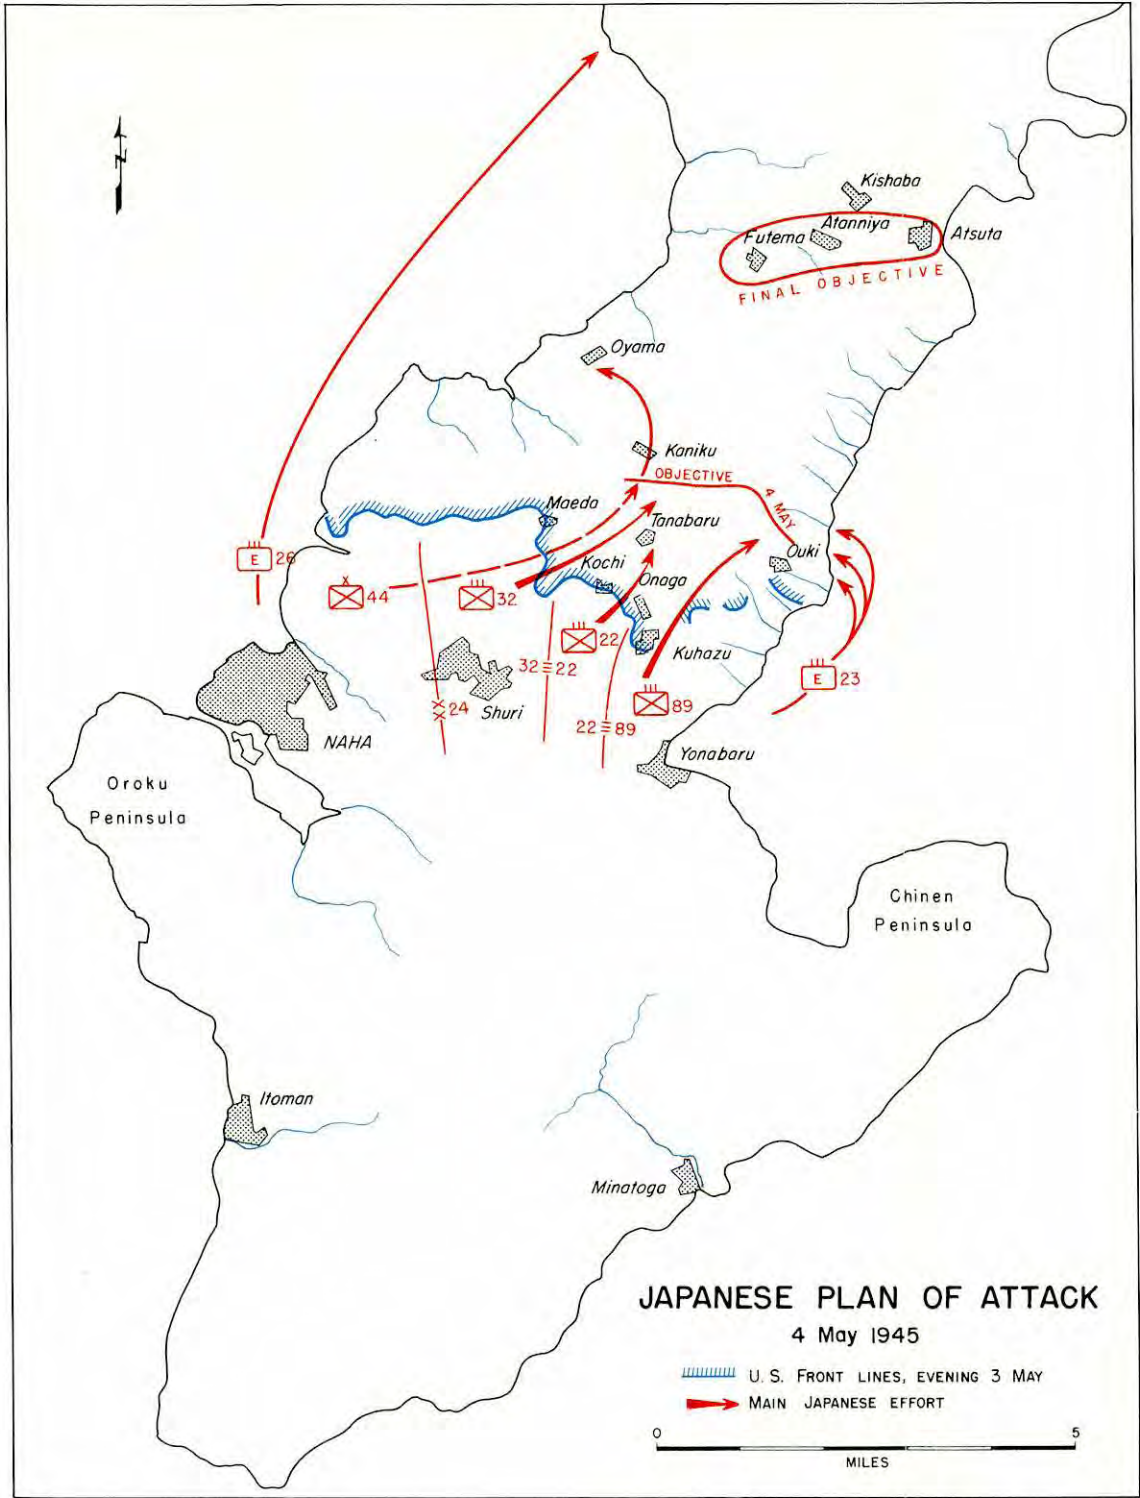 N
Kishaba
Atanniya
Futema
Atsuta
FINAL OBJECTIVE
Oyama
Kaniku
OBJECTIVE
4 MAY
Maeda
Tanabaru
E 26
Ouki
Kochi
Onaga
44
32
22
Kuhazu
32 22
E 23
24
Shuri
89
22 89
NAHA
Yonabaru
Oroku
Peninsula
Chinen
Peninsula
Itoman
Minatoga
JAPANESE PLAN OF ATTACK
4 May 1945
U. S. FRONT LINES, EVENING 3 MAY
MAIN JAPANESE EFFORT
0 5
MILES